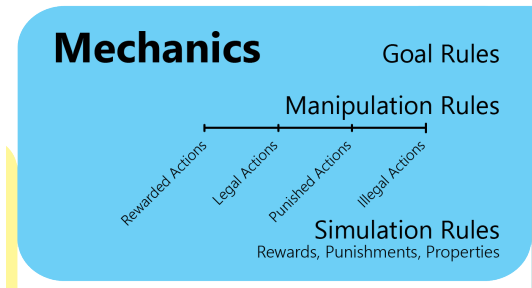 Mechanics
Goal Rules
Manipulation Rules
Rewarded Actions
Legal Actions
Punished Actions
Illegal Actions
Simulation Rules
Rewards, Punishments, Properties